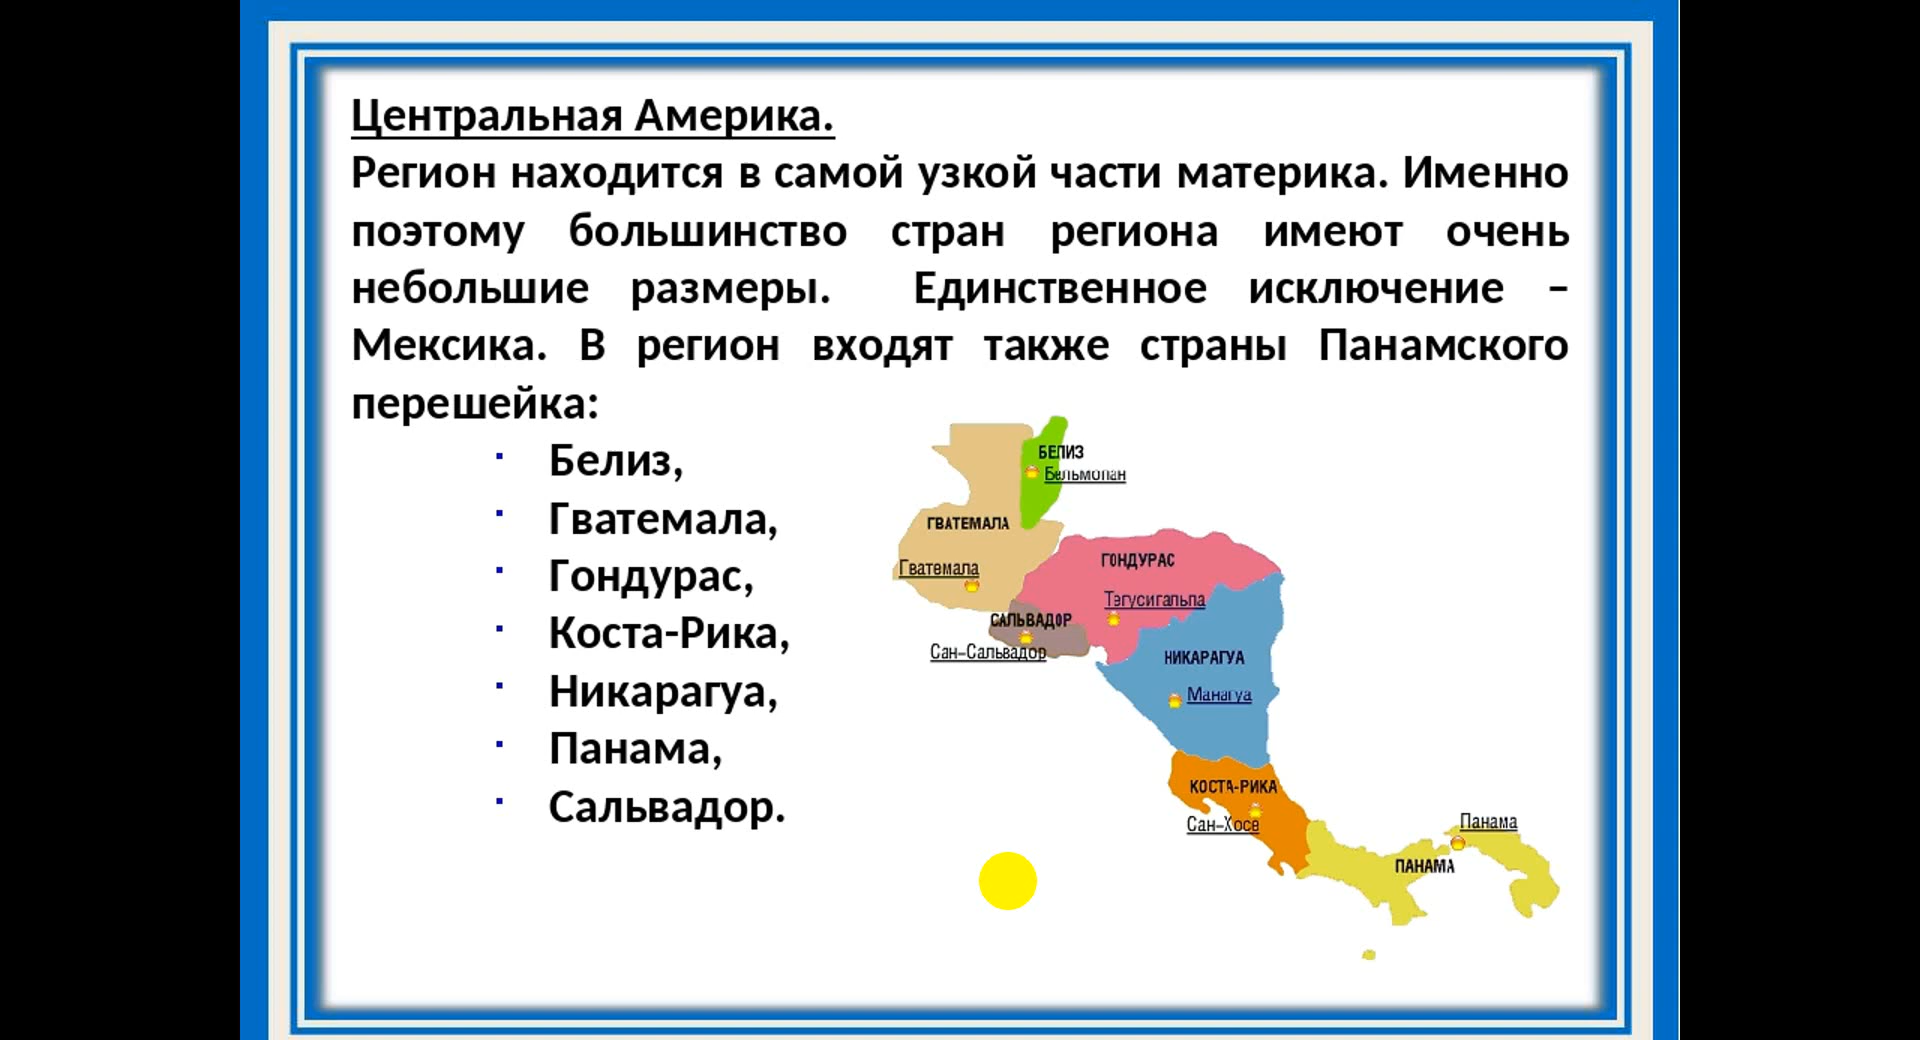 Центральная Америка.
Регион находится в самой узкой части материка. Именно
поэтому большинство стран региона имеют очень
небольшие размеры. Единственное исключение –
Мексика. В регион входят также страны Панамского
перешейка:
Белиз,
Гватемала,
Гондурас,
Коста-Рика,
Никарагуа,
Панама,
Сальвадор.
БЕЛИЗ
Бельмопан
ГВАТЕМАЛА
Гватемала
ГОНДУРАС
Тегусигальпа
САЛЬВАДОР
Сан-Сальвадор
НИКАРАГУА
Манагуа
КОСТА-РИКА
Сан-Хосе
Панама
ПАНАМА